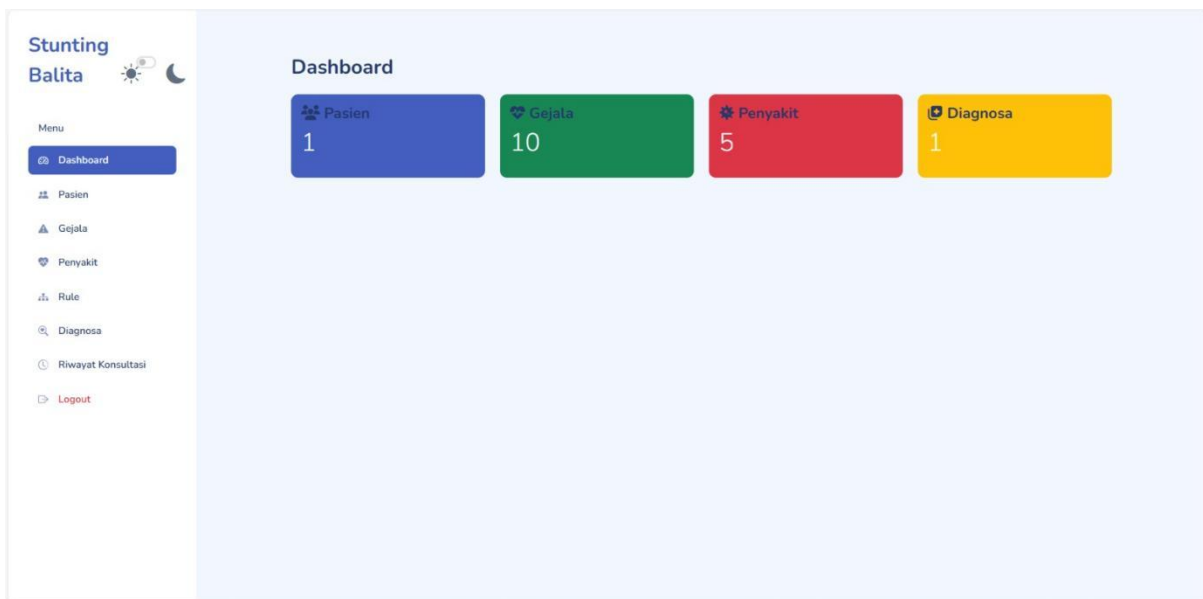 Stunting
Balita
Menu
Dashboard
Pasien
Gejala
Penyakit
Rule
Diagnosa
Riwayat Konsultasi
Logout
Dashboard
Pasien
1
Gejala
10
Penyakit
5
Diagnosa
1